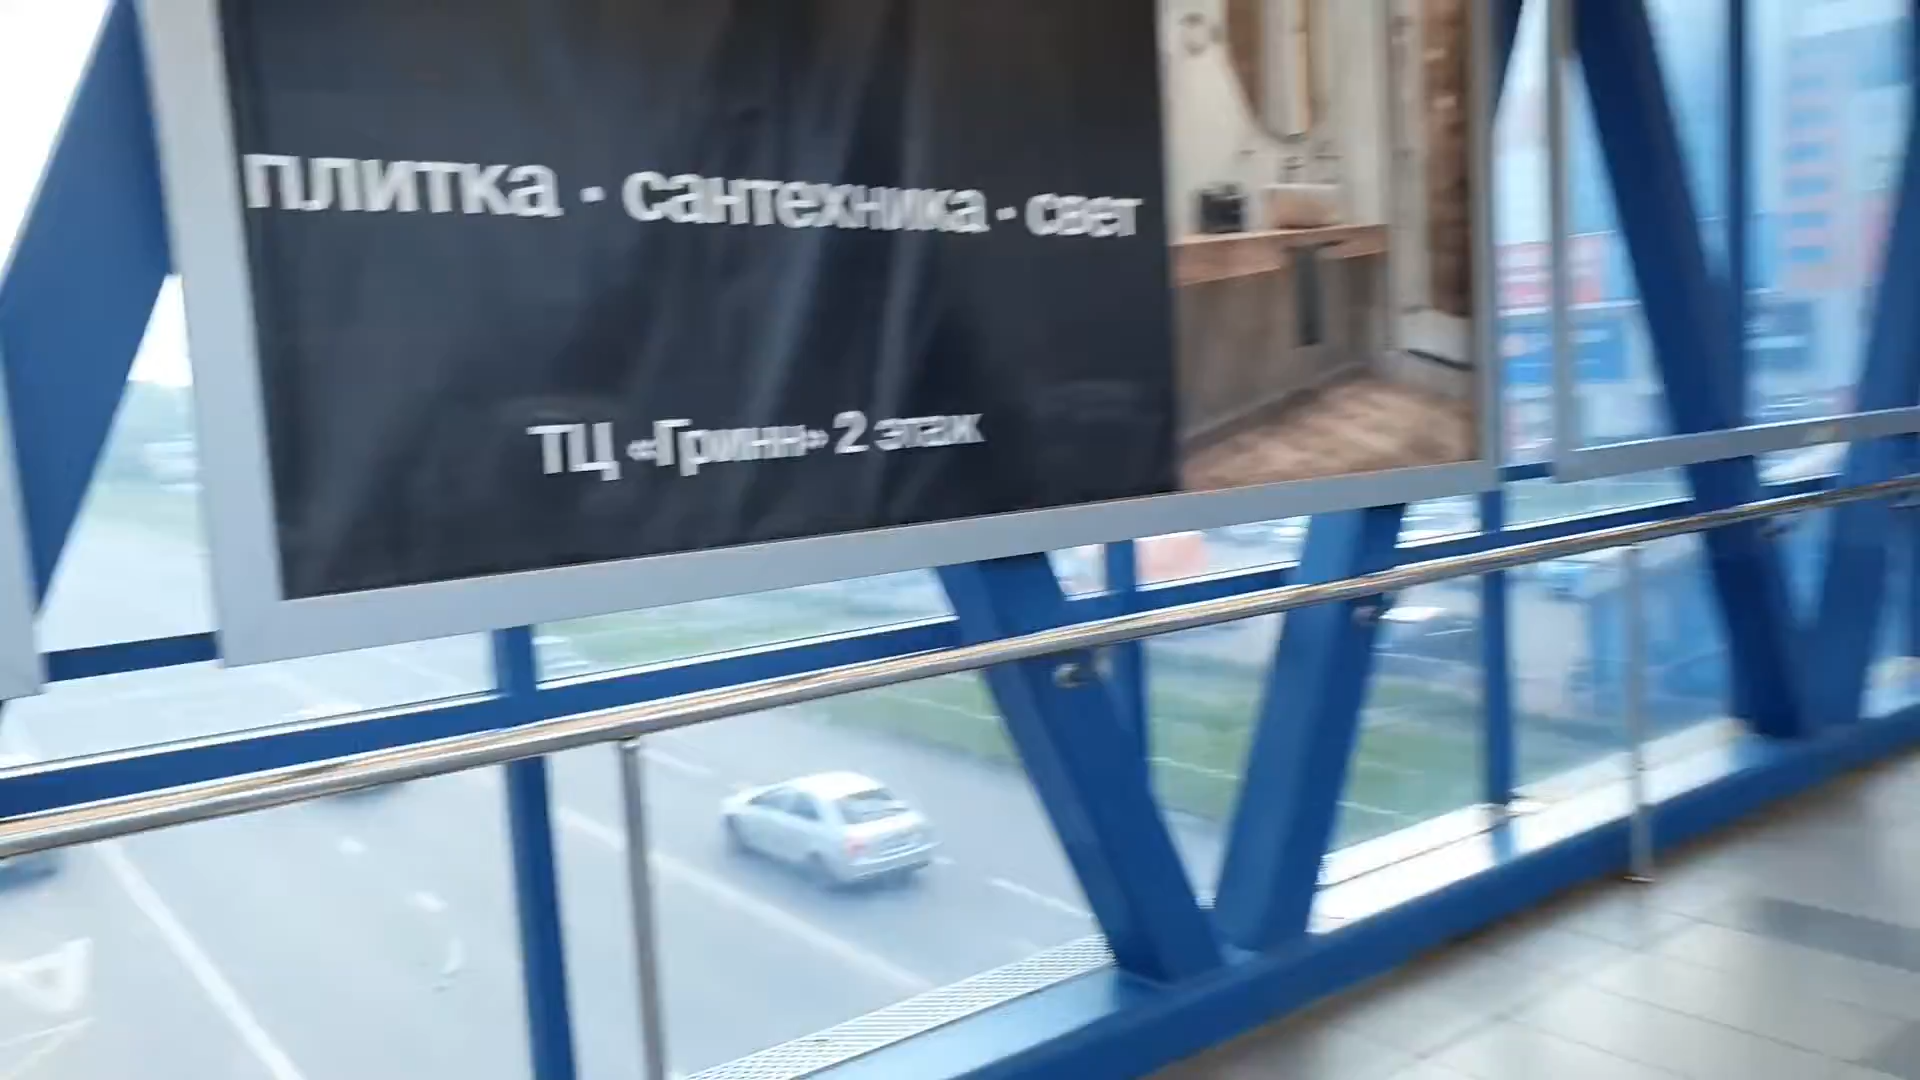 плитка · сантехника · свет
ТЦ «Гринн» 2 этаж